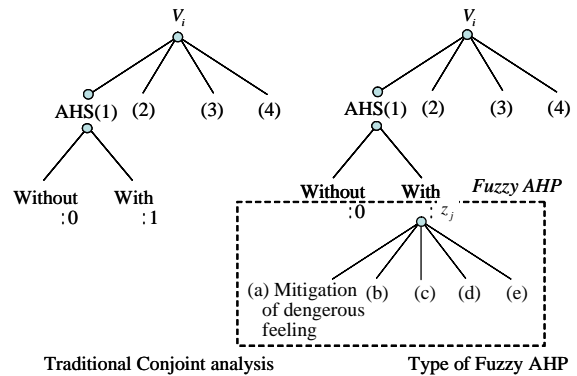 V_i V_i
AHS(1) (2) (3) (4) AHS(1) (2) (3) (4)
Without With Without With Fuzzy AHP
:0 :1 :0 : z_j
(a) Mitigation (b) (c) (d) (e)
of dengerous
feeling
Traditional Conjoint analysis Type of Fuzzy AHP